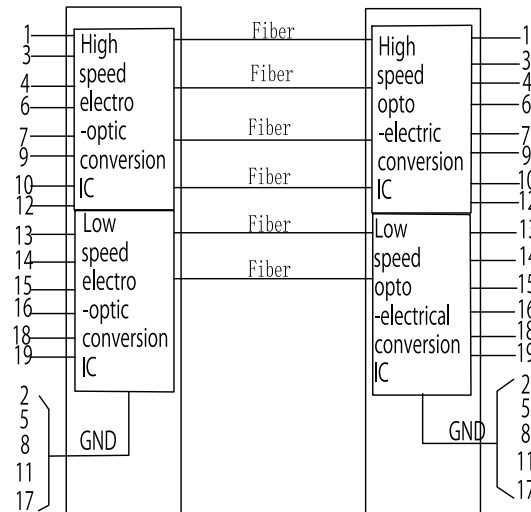 1
3
4
6
7
9
10
12
13
14
15
16
18
19
2
5
8
11
17
High
speed
electro
-optic
conversion
IC
Low
speed
electro
-optic
conversion
IC
GND
Fiber
Fiber
Fiber
Fiber
Fiber
Fiber
High
speed
opto
-electric
conversion
IC
Low
speed
opto
-electrical
conversion
IC
GND
1
3
4
6
7
9
10
12
13
14
15
16
18
19
2
5
8
11
17